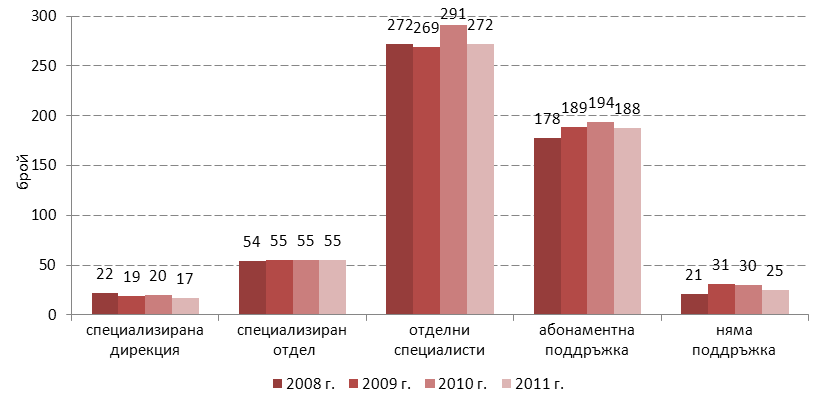 300
250
200
150
100
50
0
брой
22 19 20 17
54 55 55 55
272 269 291 272
178 189 194 188
21 31 30 25
специализирана
дирекция
специализиран
отдел
отделни
специалисти
абонаментна
поддръжка
няма
поддръжка
2008 г. 2009 г. 2010 г. 2011 г.